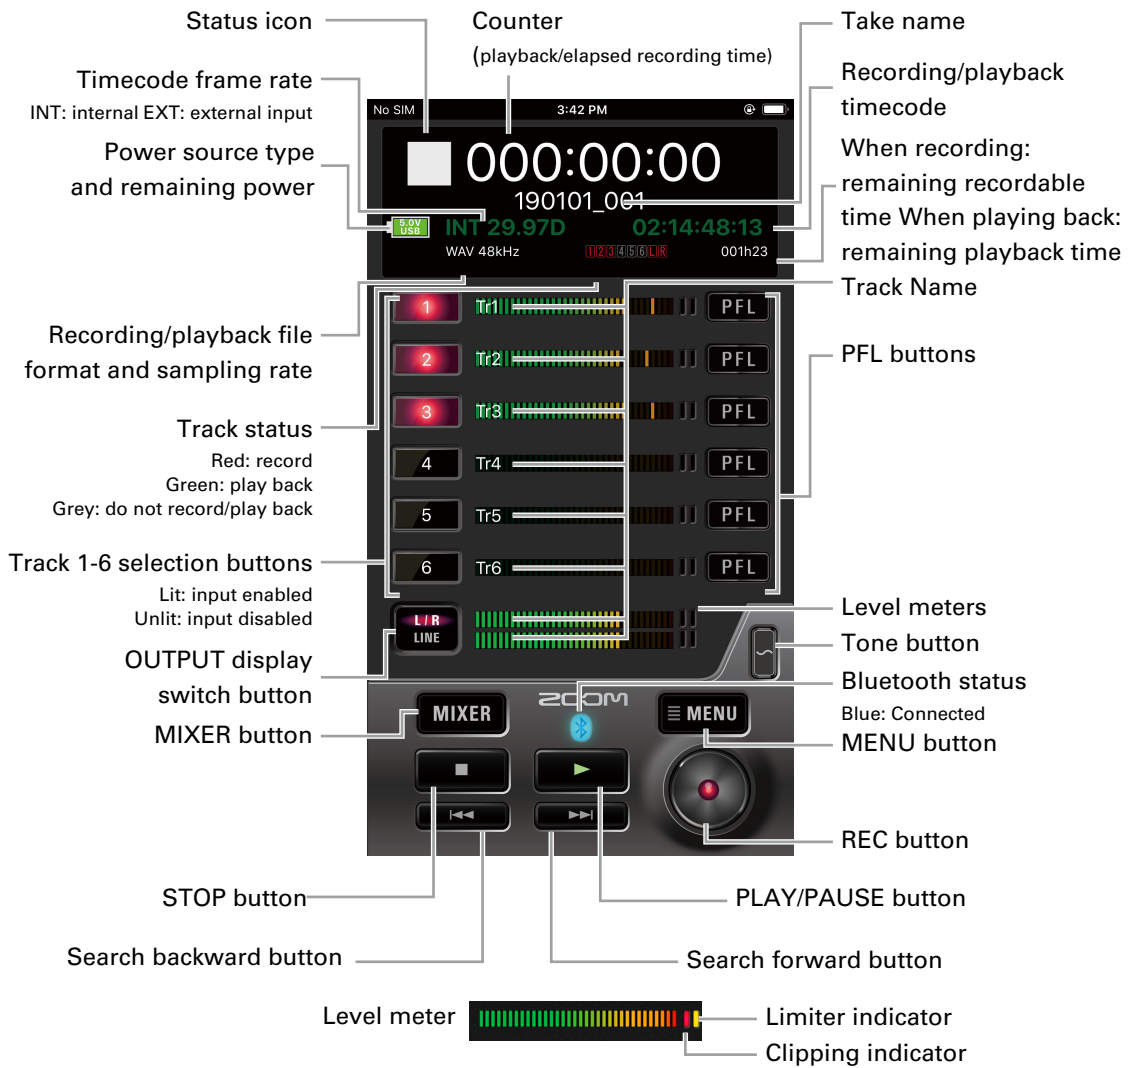 Status icon
Counter
(playback/elapsed recording time)
Take name
Timecode frame rate
INT: internal EXT: external input
Recording/playback
timecode
Power source type
and remaining power
When recording:
remaining recordable
time When playing back:
remaining playback time
No SIM
3:42 PM
000:00:00
190101_001
5.0V
USB
INT 29.97D
02:14:48:13
WAV 48kHz
1 2 3 4 5 6 L R
001h23
Track Name
Recording/playback file
format and sampling rate
PFL buttons
Track status
Red: record
Green: play back
Grey: do not record/play back
Track 1-6 selection buttons
Lit: input enabled
Unlit: input disabled
1 Tr1 PFL
2 Tr2 PFL
3 Tr3 PFL
4 Tr4 PFL
5 Tr5 PFL
6 Tr6 PFL
L/R
LINE
Level meters
Tone button
OUTPUT display
switch button
Bluetooth status
Blue: Connected
MIXER button
MENU button
ZOOM
MIXER
MENU
REC button
STOP button
PLAY/PAUSE button
Search backward button
Search forward button
Level meter
Limiter indicator
Clipping indicator